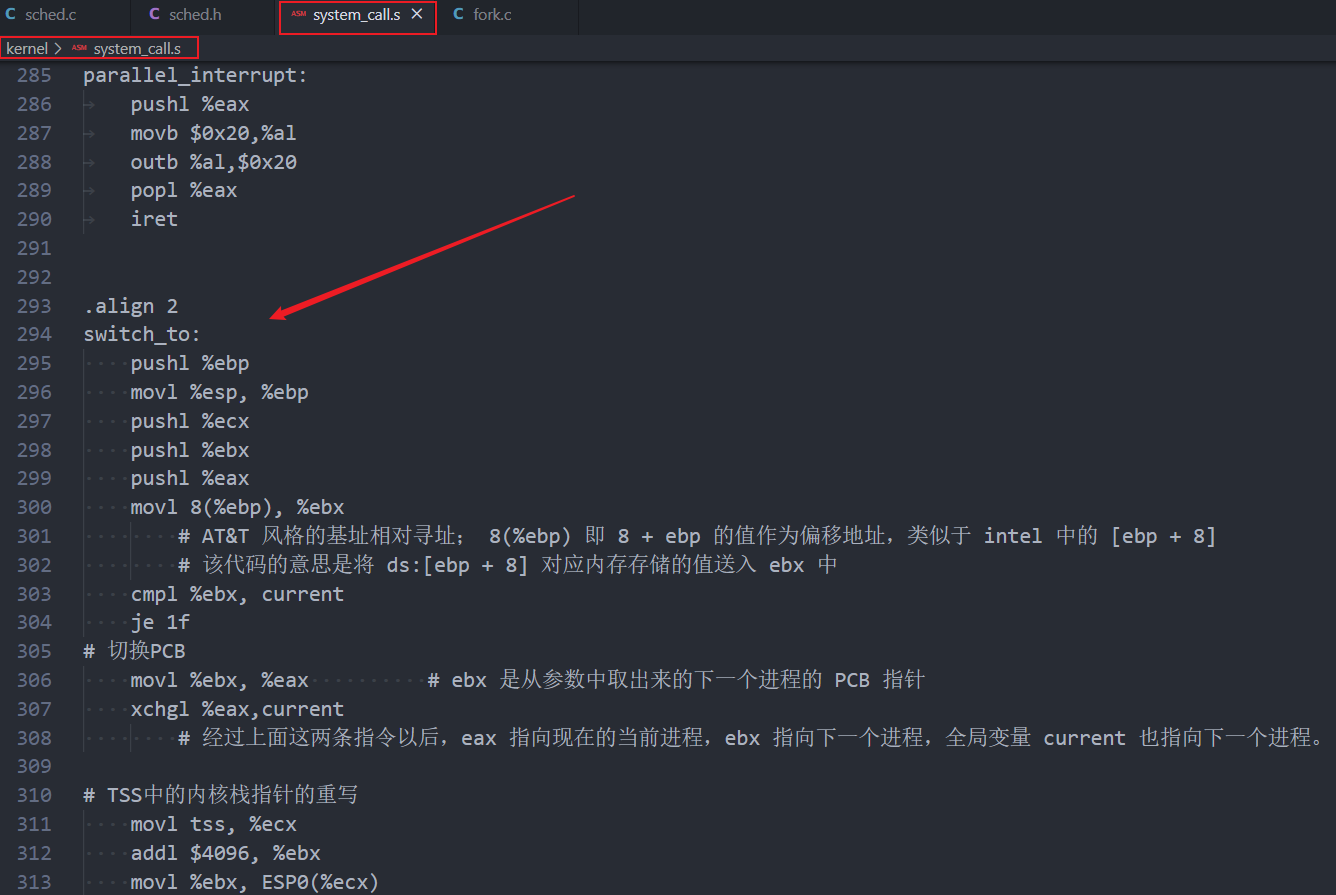 sched.c sched.h ASM system_call.s × fork.c
kernel > ASM system_call.s
285 parallel_interrupt:
286 pushl %eax
287 movb $0x20,%al
288 outb %al,$0x20
289 popl %eax
290 iret
291
292
293 .align 2
294 switch_to:
295 pushl %ebp
296 movl %esp, %ebp
297 pushl %ecx
298 pushl %ebx
299 pushl %eax
300 movl 8(%ebp), %ebx
301 # AT&T 风格的基址相对寻址； 8(%ebp) 即 8 + ebp 的值作为偏移地址，类似于 intel 中的 [ebp + 8]
302 # 该代码的意思是将 ds:[ebp + 8] 对应内存存储的值送入 ebx 中
303 cmpl %ebx, current
304 je 1f
305 # 切换PCB
306 movl %ebx, %eax # ebx 是从参数中取出来的下一个进程的 PCB 指针
307 xchgl %eax,current
308 # 经过上面这两条指令以后，eax 指向现在的当前进程，ebx 指向下一个进程，全局变量 current 也指向下一个进程。
309
310 # TSS中的内核栈指针的重写
311 movl tss, %ecx
312 addl $4096, %ebx
313 movl %ebx, ESP0(%ecx)